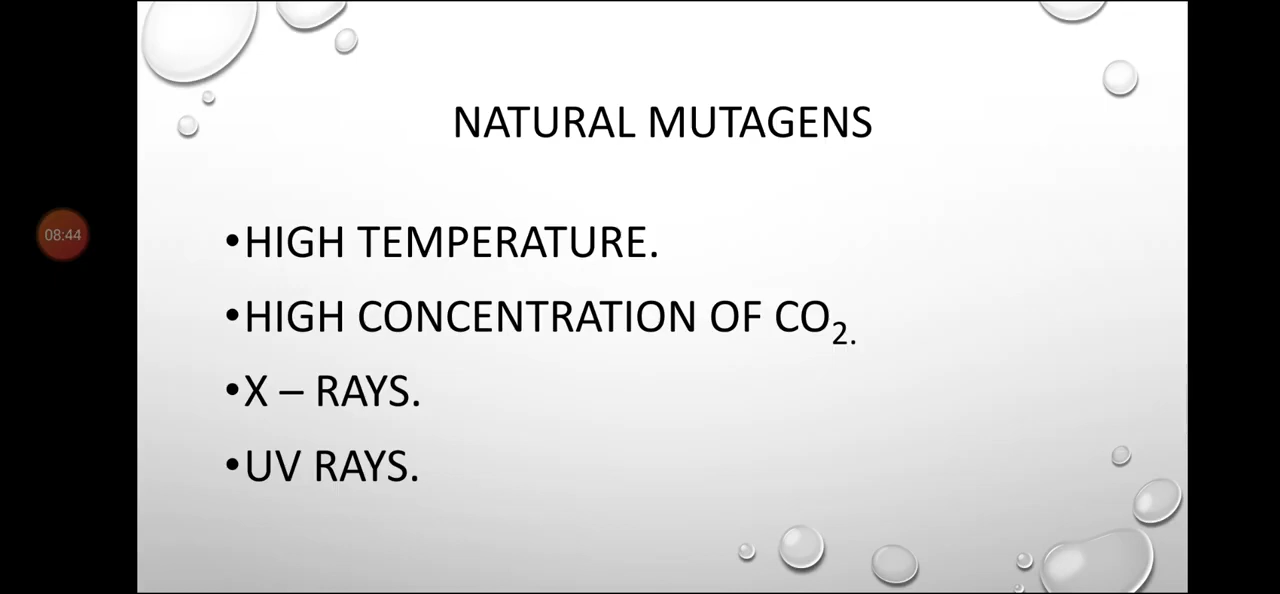 NATURAL MUTAGENS
08:44
•HIGH TEMPERATURE.
•HIGH CONCENTRATION OF CO₂.
•X – RAYS.
•UV RAYS.